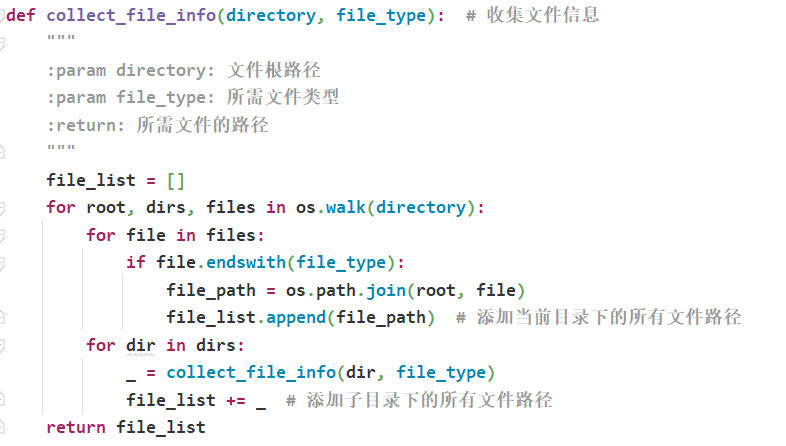 def collect_file_info(directory, file_type):  # 收集文件信息
    """
    :param directory: 文件根路径
    :param file_type: 所需文件类型
    :return: 所需文件的路径
    """
    file_list = []
    for root, dirs, files in os.walk(directory):
        for file in files:
            if file.endswith(file_type):
                file_path = os.path.join(root, file)
                file_list.append(file_path)  # 添加当前目录下的所有文件路径
        for dir in dirs:
            _ = collect_file_info(dir, file_type)
            file_list += _  # 添加子目录下的所有文件路径
    return file_list